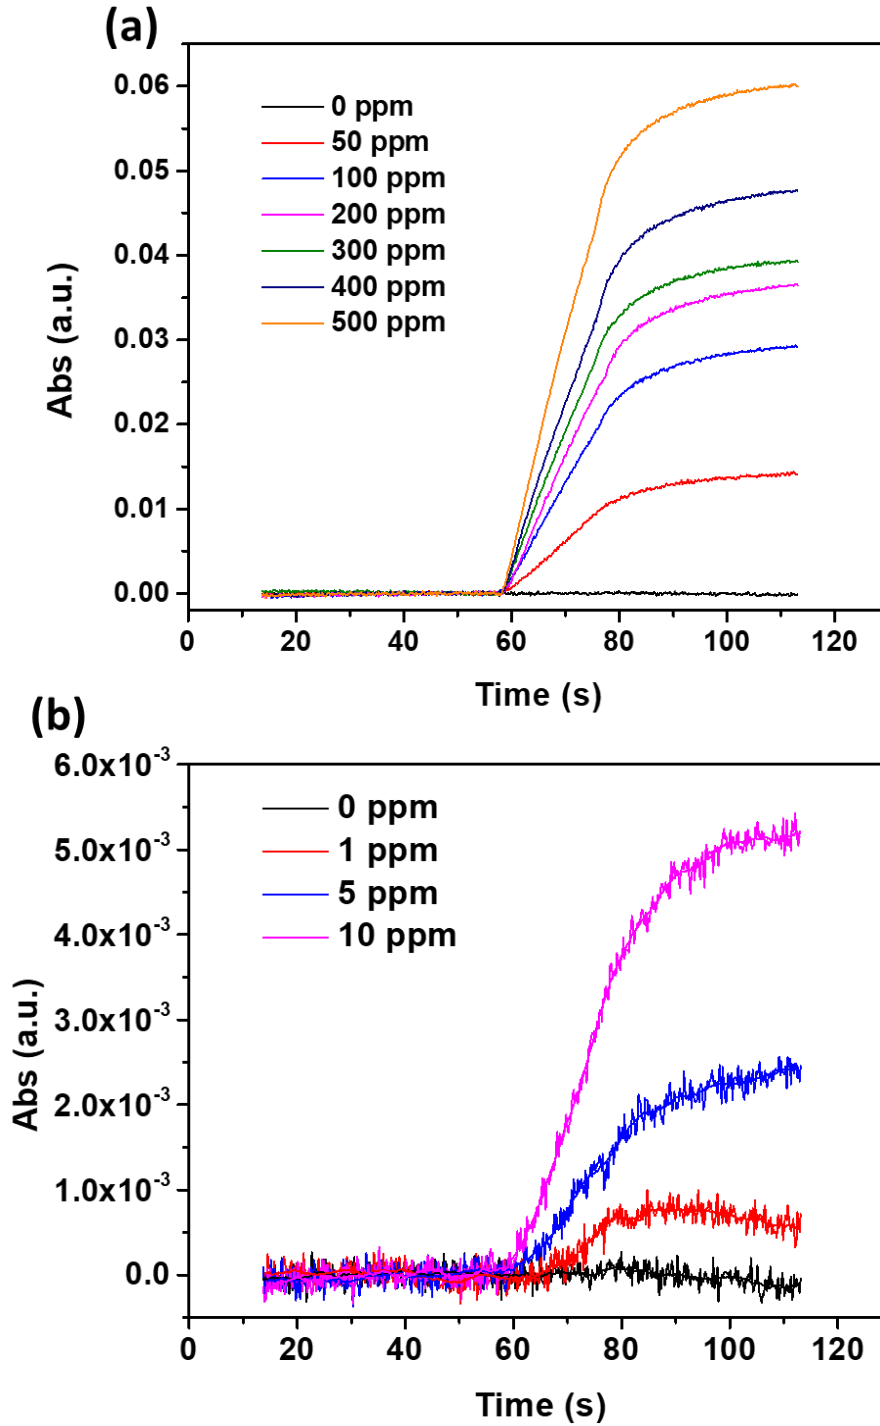 (a)
0.06
0.05
0.04
0.03
0.02
0.01
0.00
Abs (a.u.)
0 ppm
50 ppm
100 ppm
200 ppm
300 ppm
400 ppm
500 ppm
0 20 40 60 80 100 120
Time (s)
(b)
6.0x10⁻³
5.0x10⁻³
4.0x10⁻³
3.0x10⁻³
2.0x10⁻³
1.0x10⁻³
0.0
Abs (a.u.)
0 ppm
1 ppm
5 ppm
10 ppm
0 20 40 60 80 100 120
Time (s)